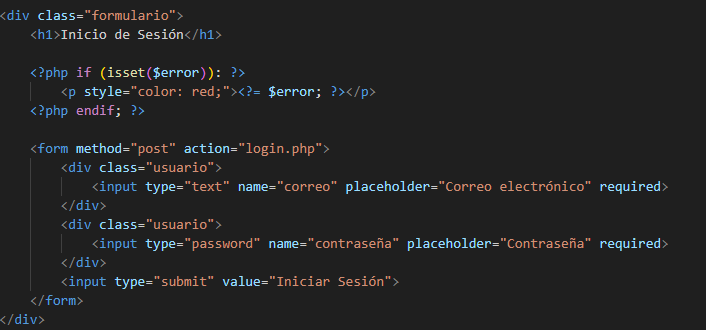 <div class="formulario">
    <h1>Inicio de Sesión</h1>

    <?php if (isset($error)): ?>
        <p style="color: red;"><?= $error; ?></p>
    <?php endif; ?>

    <form method="post" action="login.php">
        <div class="usuario">
            <input type="text" name="correo" placeholder="Correo electrónico" required>
        </div>
        <div class="usuario">
            <input type="password" name="contraseña" placeholder="Contraseña" required>
        </div>
        <input type="submit" value="Iniciar Sesión">
    </form>
</div>